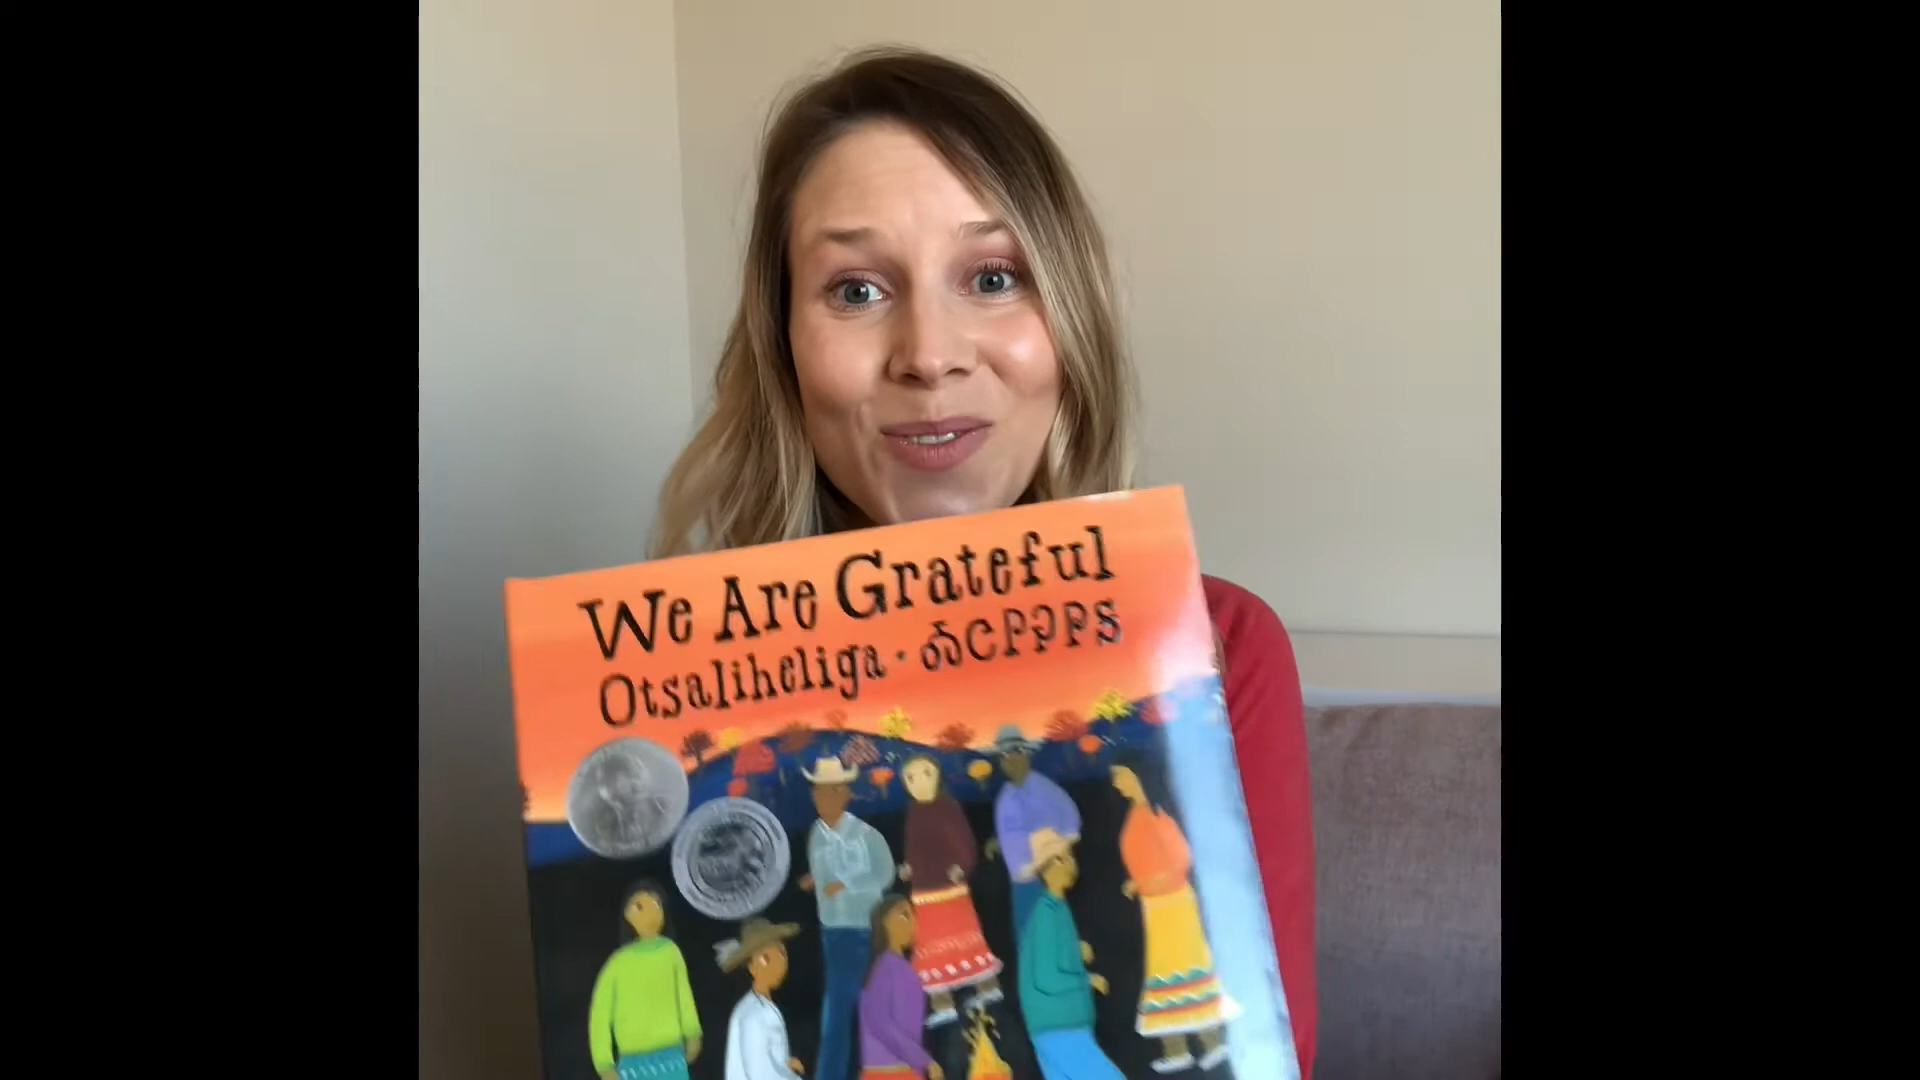 We Are Grateful
Otsaliheliga • ᎣᏣᎵᎮᎵᎦ